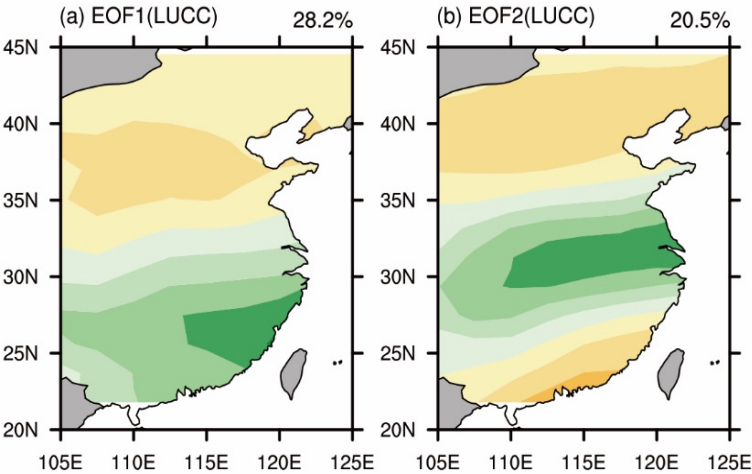 (a) EOF1(LUCC) 28.2% (b) EOF2(LUCC) 20.5%
45N 45N
40N 40N
35N 35N
30N 30N
25N 25N
20N 20N
105E 110E 115E 120E 125E 105E 110E 115E 120E 125E